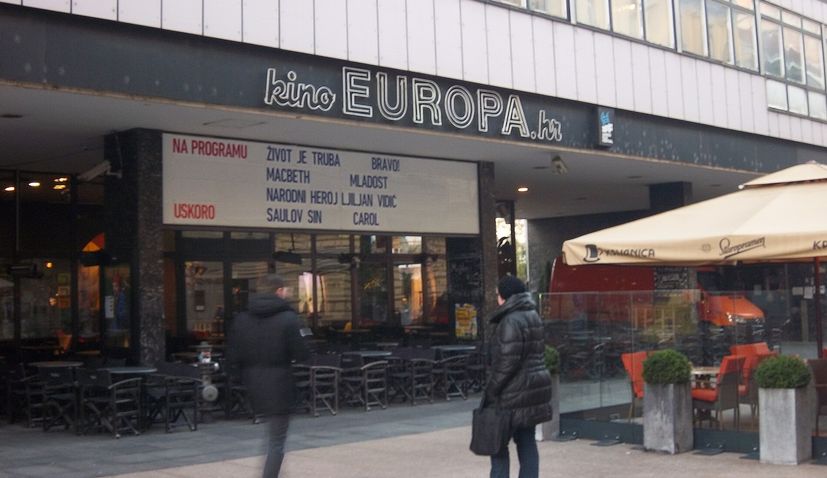 kino EUROPA.hr
NA PROGRAMU ŽIVOT JE TRUBA BRAVO!
MACBETH MLADOST
NARODNI HEROJ LJILJAN VIDIĆ
USKORO SAULOV SIN CAROL
Staropramen